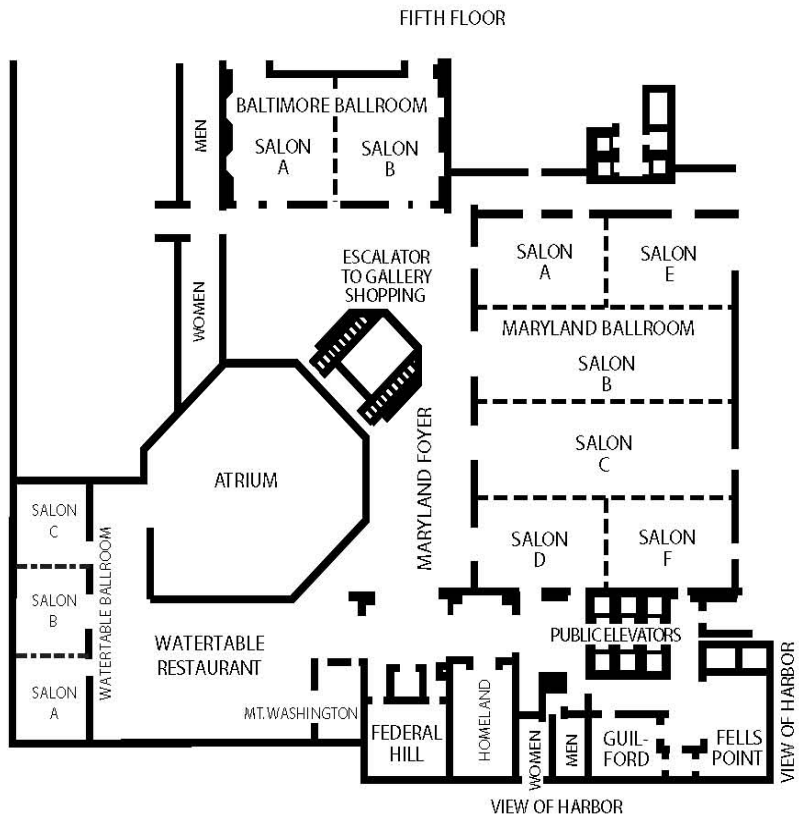 FIFTH FLOOR
BALTIMORE BALLROOM
MEN
SALON
A
SALON
B
ESCALATOR
TO GALLERY
SHOPPING
SALON
A
SALON
E
WOMEN
MARYLAND BALLROOM
SALON
B
MARYLAND FOYER
SALON
C
ATRIUM
SALON
C
SALON
D
SALON
F
WATERTABLE BALLROOM
SALON
B
WATERTABLE
RESTAURANT
PUBLIC ELEVATORS
SALON
A
MT. WASHINGTON
FEDERAL
HILL
HOMELAND
WOMEN
MEN
GUIL-
FORD
FELLS
POINT
VIEW OF HARBOR
VIEW OF HARBOR